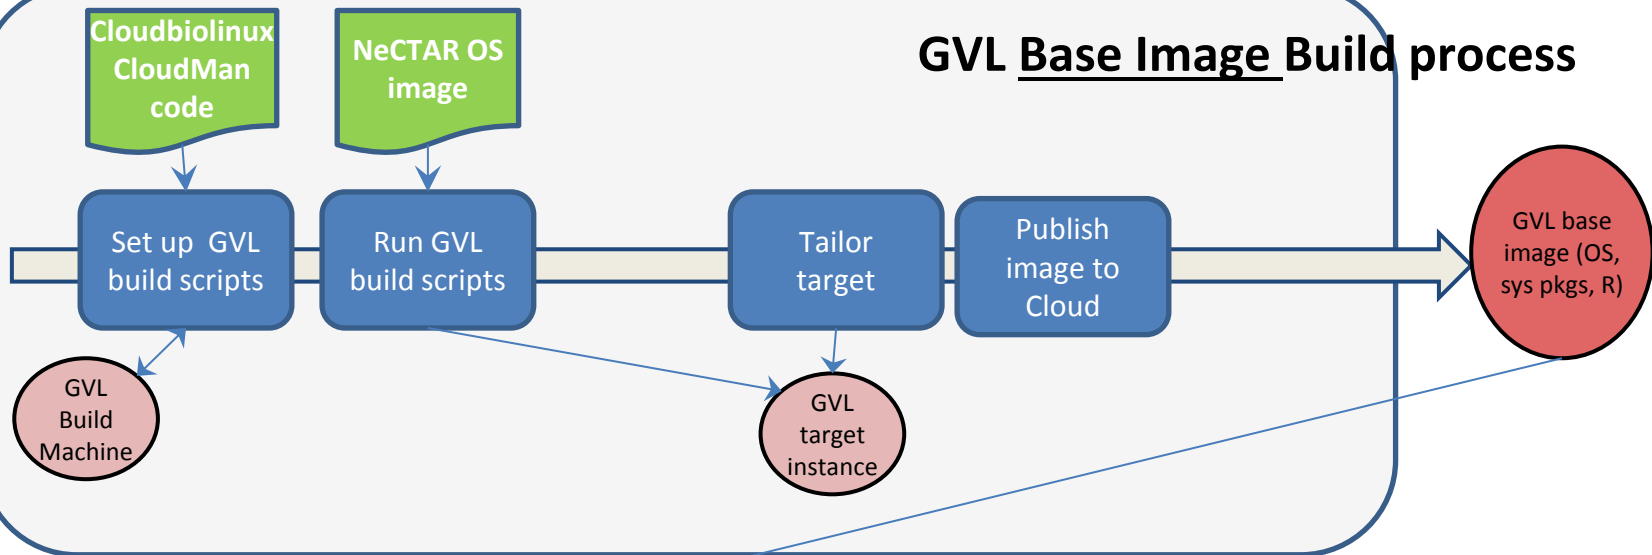 GVL Base Image Build process
Cloudbiolinux
CloudMan
code
NeCTAR OS
image
Set up  GVL
build scripts
Run GVL
build scripts
Tailor
target
Publish
image to
Cloud
GVL base
image (OS,
sys pkgs, R)
GVL
Build
Machine
GVL
target
instance